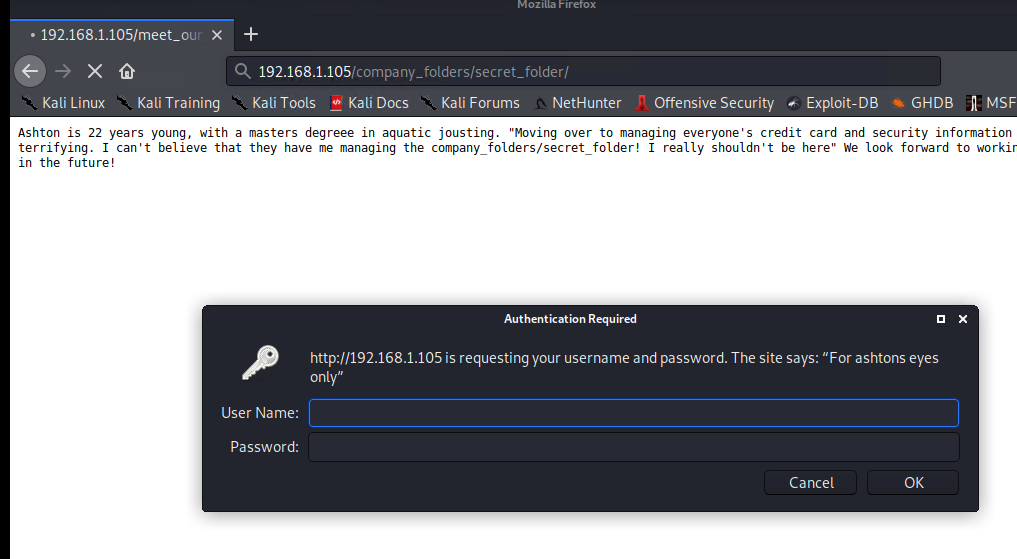 Mozilla Firefox
192.168.1.105/meet_our
192.168.1.105/company_folders/secret_folder/
Kali Linux Kali Training Kali Tools Kali Docs Kali Forums NetHunter Offensive Security Exploit-DB GHDB MSF
Ashton is 22 years young, with a masters degreee in aquatic jousting. "Moving over to managing everyone's credit card and security information
terrifying. I can't believe that they have me managing the company_folders/secret_folder! I really shouldn't be here" We look forward to workin
in the future!
Authentication Required
http://192.168.1.105 is requesting your username and password. The site says: “For ashtons eyes
only”
User Name:
Password:
Cancel OK